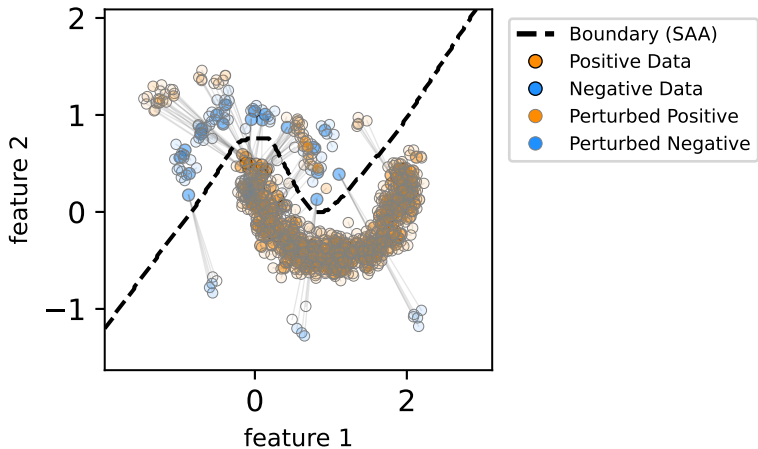 2
1
0
−1
feature 2
0
2
feature 1
Boundary (SAA)
Positive Data
Negative Data
Perturbed Positive
Perturbed Negative